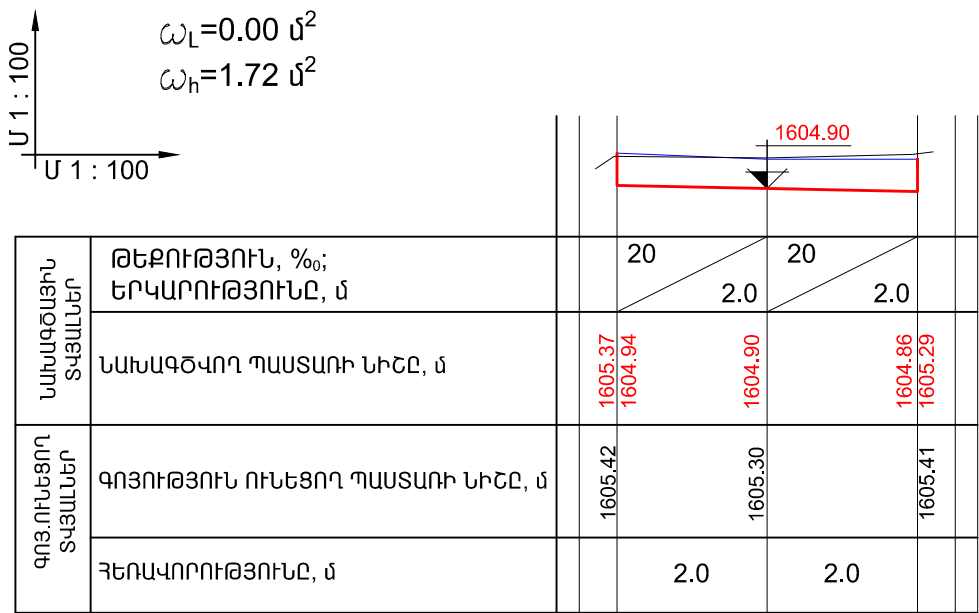 Մ 1 : 100
ω_L=0.00 մ²
ω_h=1.72 մ²
Մ 1 : 100
1604.90
ՆԱԽԱԳԾԱՅԻՆ
ՏՎՅԱԼՆԵՐ
ԹԵՔՈՒԹՅՈՒՆ, ‰;
ԵՐԿԱՐՈՒԹՅՈՒՆԸ, մ
20 2.0 20 2.0
ՆԱԽԱԳԾՎՈՂ ՊԱՍՏԱՌԻ ՆԻՇԸ, մ
1605.37 1604.94 1604.90 1604.86 1605.29
ԳՈՅ.ՈՒՆԵՑՈՂ
ՏՎՅԱԼՆԵՐ
ԳՈՅՈՒԹՅՈՒՆ ՈՒՆԵՑՈՂ ՊԱՍՏԱՌԻ ՆԻՇԸ, մ
1605.42 1605.30 1605.41
ՀԵՌԱՎՈՐՈՒԹՅՈՒՆԸ, մ
2.0 2.0